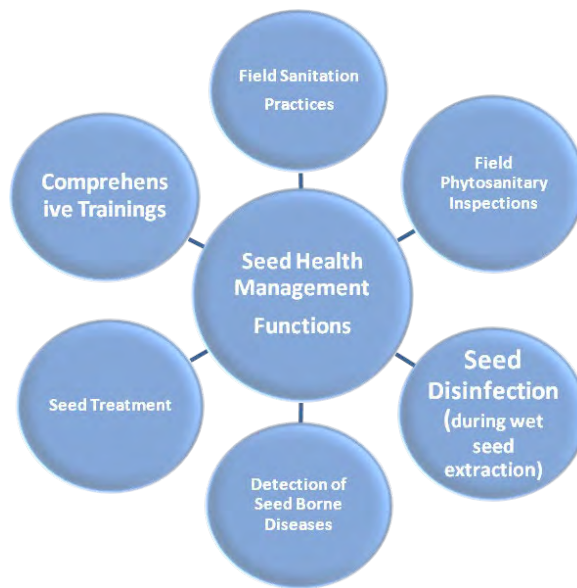 Field Sanitation
Practices
Field
Phytosanitary
Inspections
Comprehens
ive Trainings
Seed Health
Management
Functions
Seed
Disinfection
(during wet
seed
extraction)
Seed Treatment
Detection of
Seed Borne
Diseases